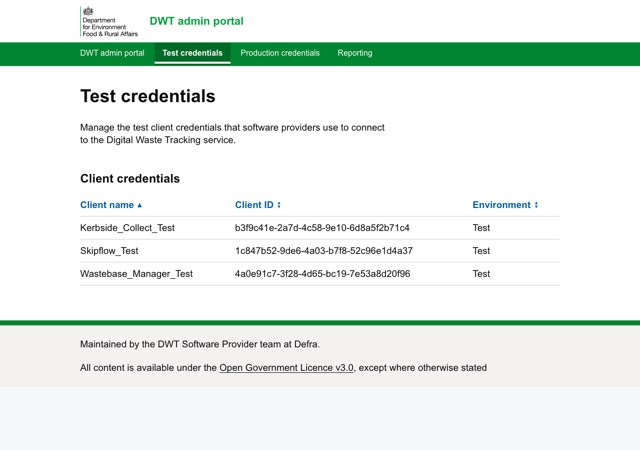 Department
for Environment
Food & Rural Affairs
DWT admin portal
DWT admin portal Test credentials Production credentials Reporting
Test credentials
Manage the test client credentials that software providers use to connect
to the Digital Waste Tracking service.
Client credentials
Client name Client ID Environment
Kerbside_Collect_Test b3f9c41e-2a7d-4c58-9e10-6d8a5f2b71c4 Test
Skipflow_Test 1c847b52-9de6-4a03-b7f8-52c96e1d4a37 Test
Wastebase_Manager_Test 4a0e91c7-3f28-4d65-bc19-7e53a8d20f96 Test
Maintained by the DWT Software Provider team at Defra.
All content is available under the Open Government Licence v3.0, except where otherwise stated